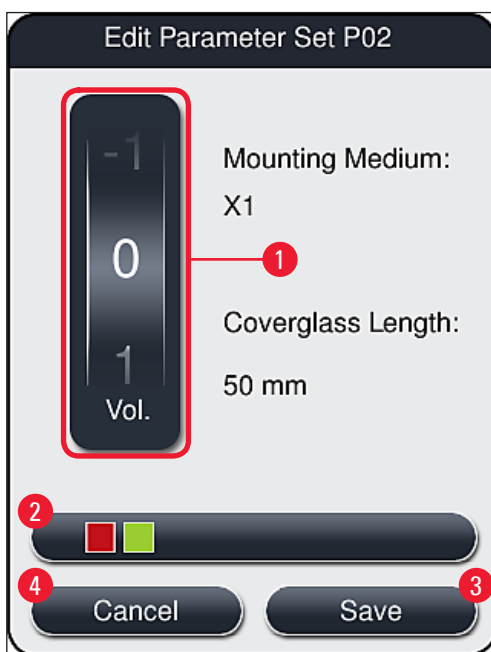 Edit Parameter Set P02
-1
0
1
Vol.
1
Mounting Medium:
X1
Coverglass Length:
50 mm
2
4
Cancel
3
Save